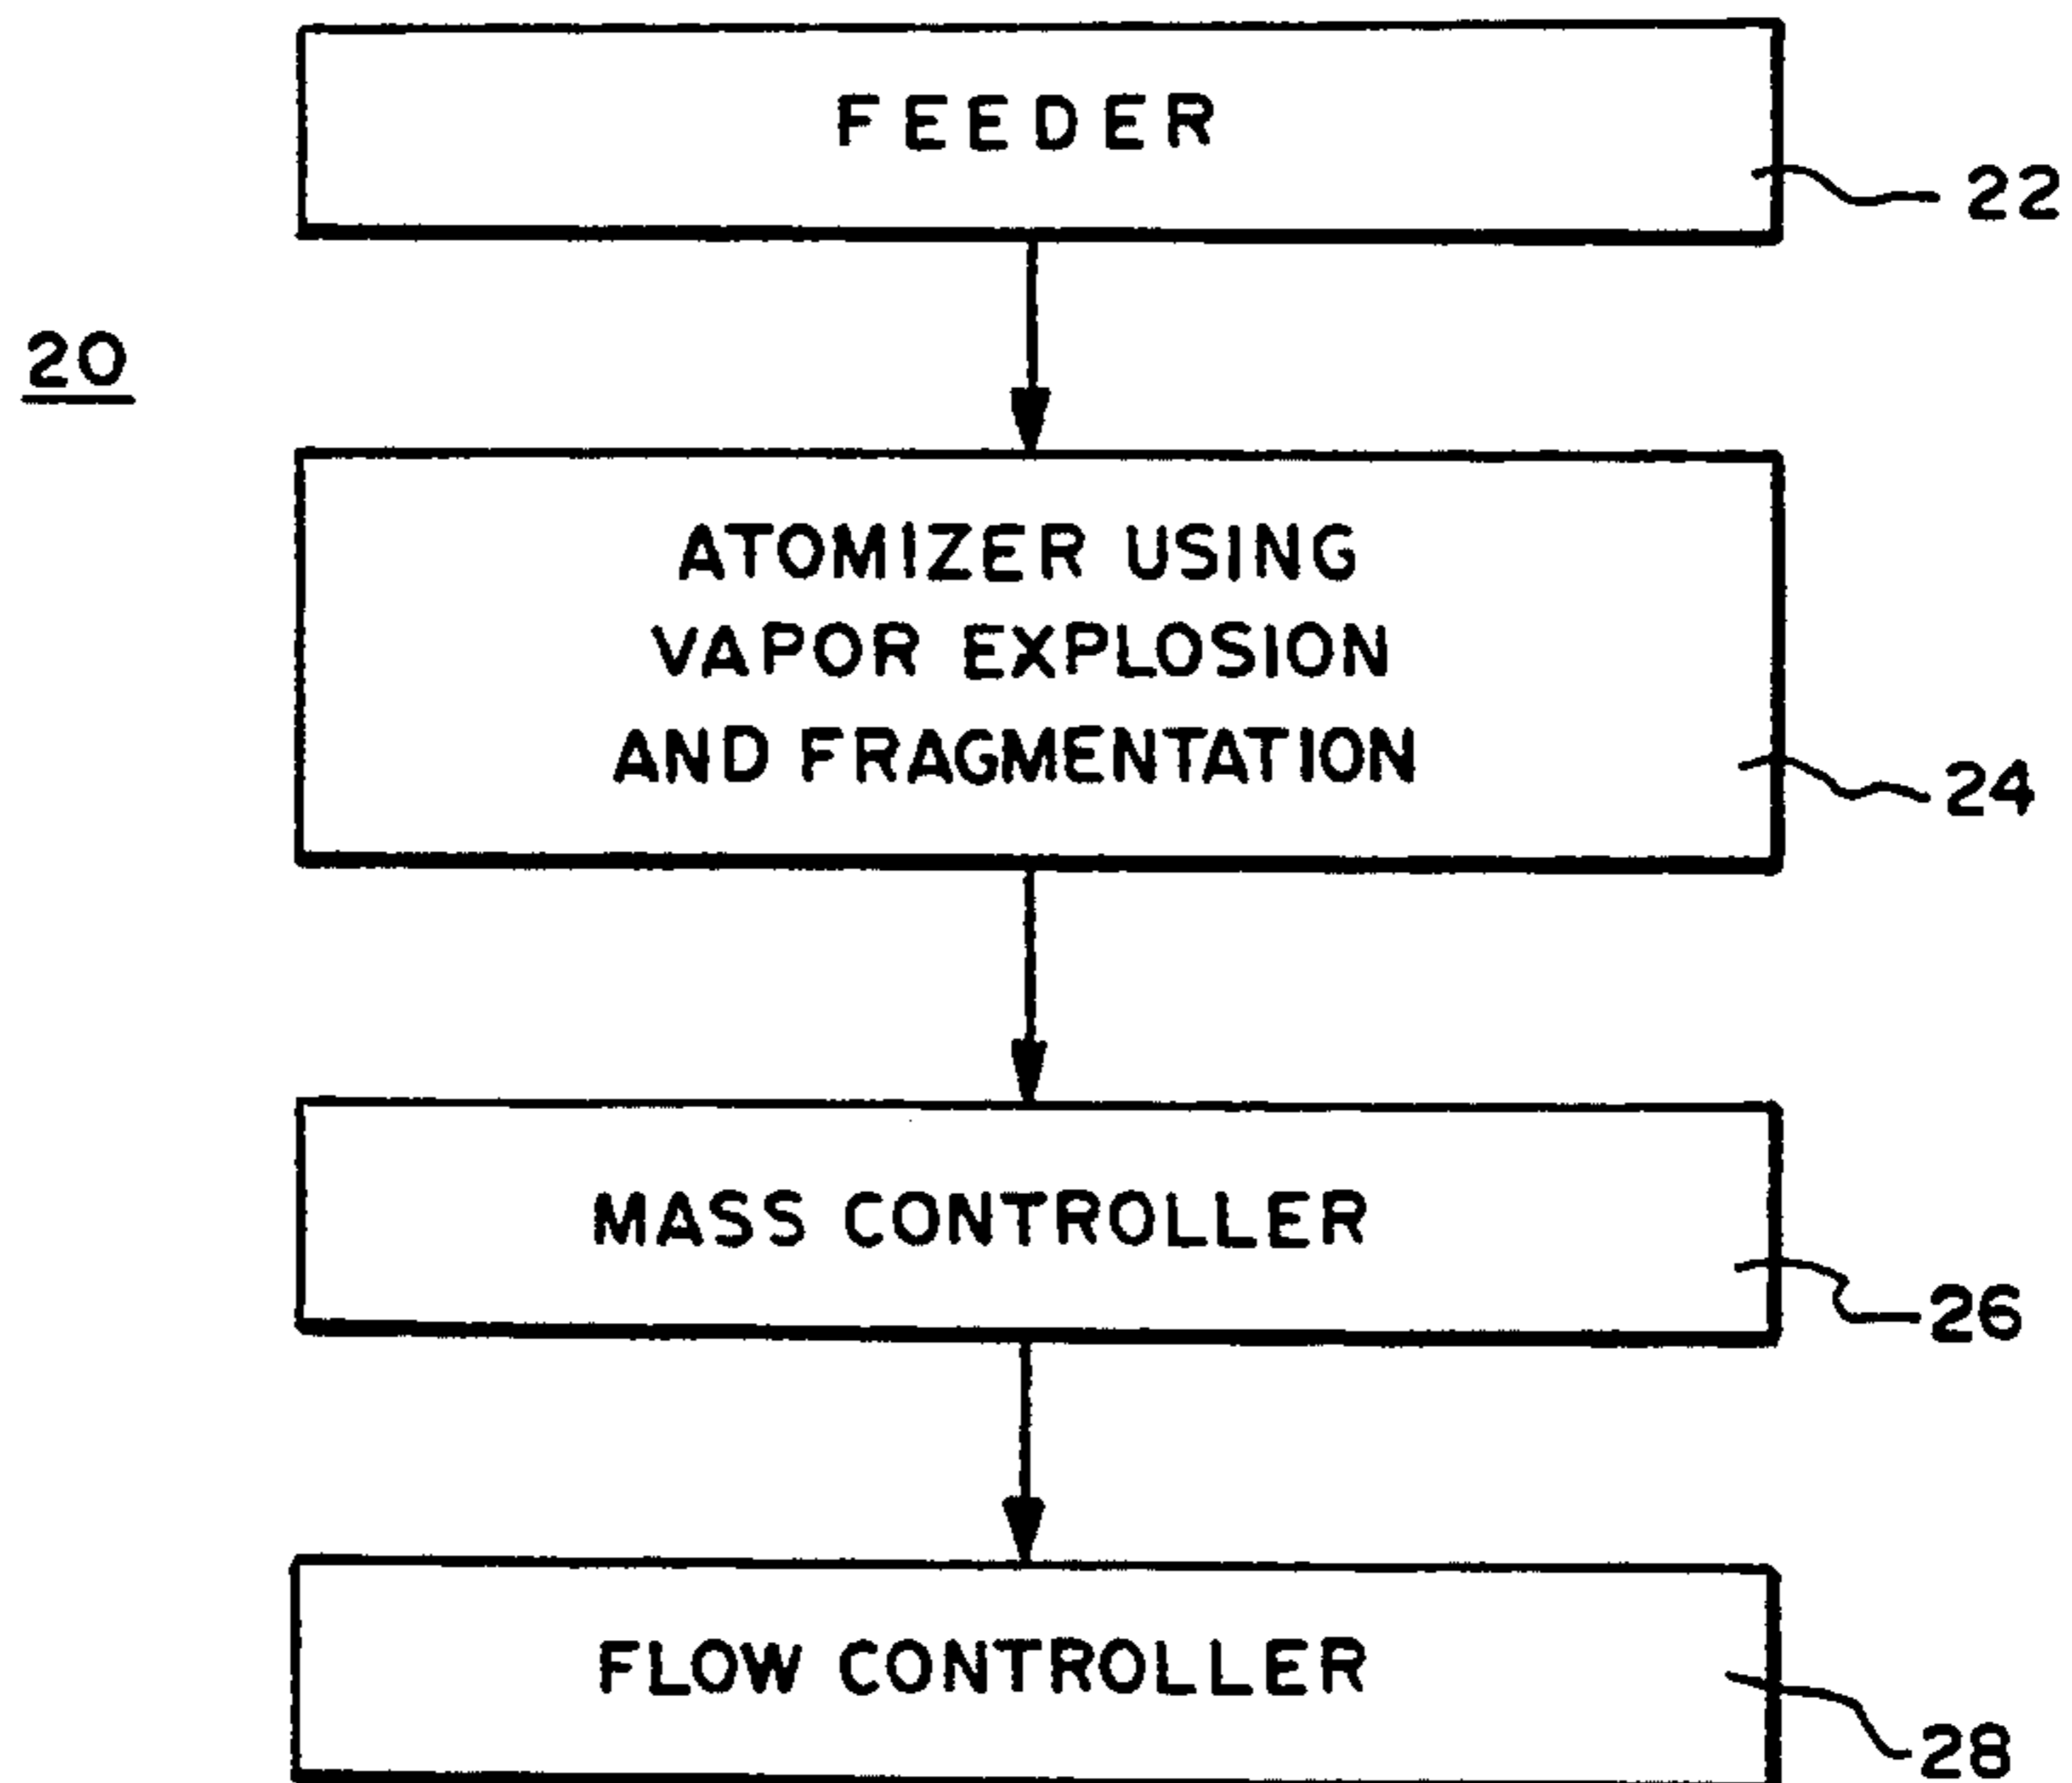 FEEDER
22
20
ATOMIZER USING
VAPOR EXPLOSION
AND FRAGMENTATION
24
MASS CONTROLLER
26
FLOW CONTROLLER
28